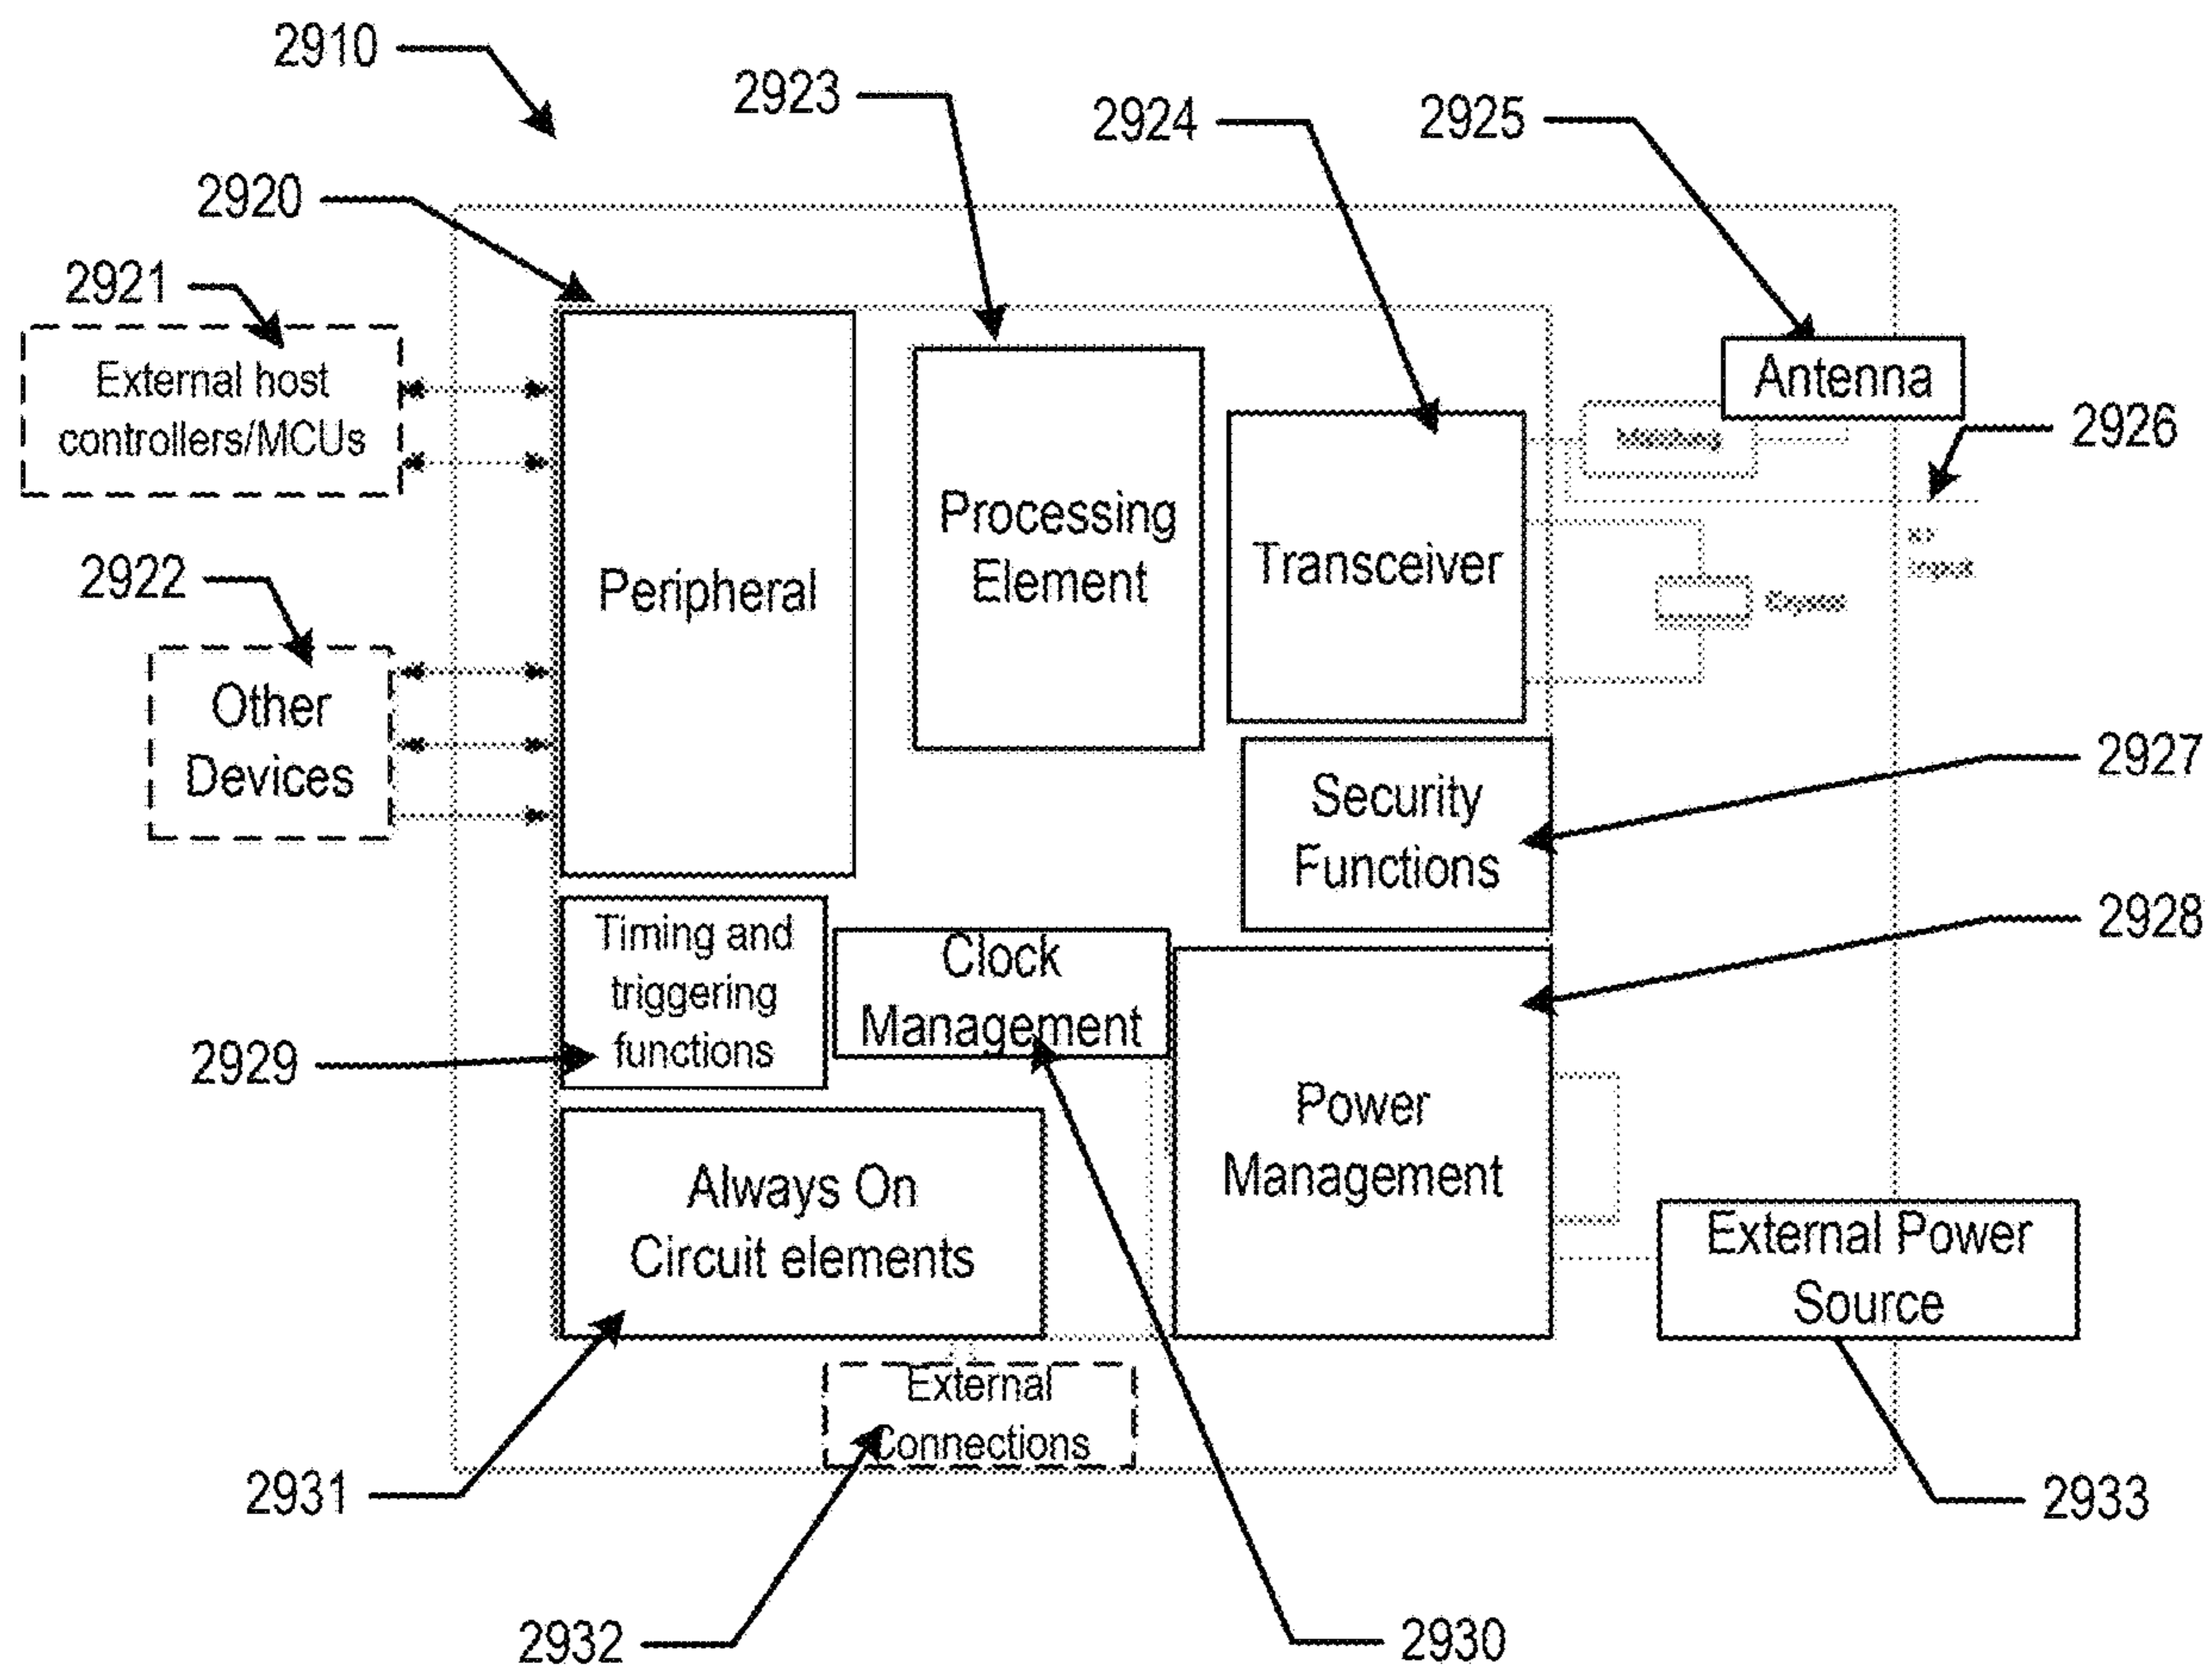 2910
2923
2924
2925
2920
2921
External host
controllers/MCUs
Antenna
2926
Peripheral
Processing
Element
Transceiver
Input
2922
Other
Devices
2927
Security
Functions
2928
Timing and
triggering
functions
Clock
Management
2929
Power
Management
Always On
Circuit elements
External Power
Source
External
Connections
2931
2933
2932
2930